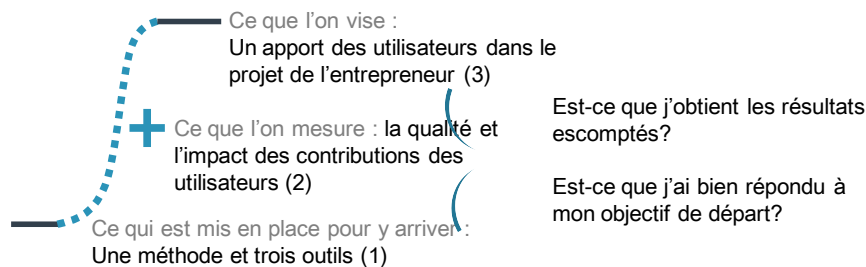 Ce que l’on vise :
Un apport des utilisateurs dans le
projet de l’entrepreneur (3)
Est-ce que j’obtient les résultats
escomptés?
Ce que l’on mesure : la qualité et
l’impact des contributions des
utilisateurs (2)
Est-ce que j’ai bien répondu à
mon objectif de départ?
Ce qui est mis en place pour y arriver :
Une méthode et trois outils (1)